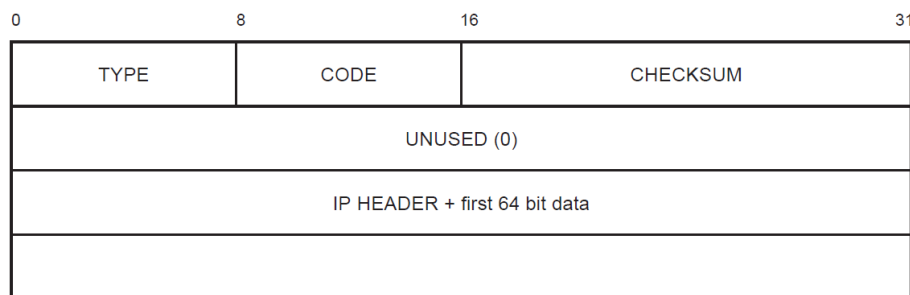 0 8 16 31
TYPE CODE CHECKSUM
UNUSED (0)
IP HEADER + first 64 bit data